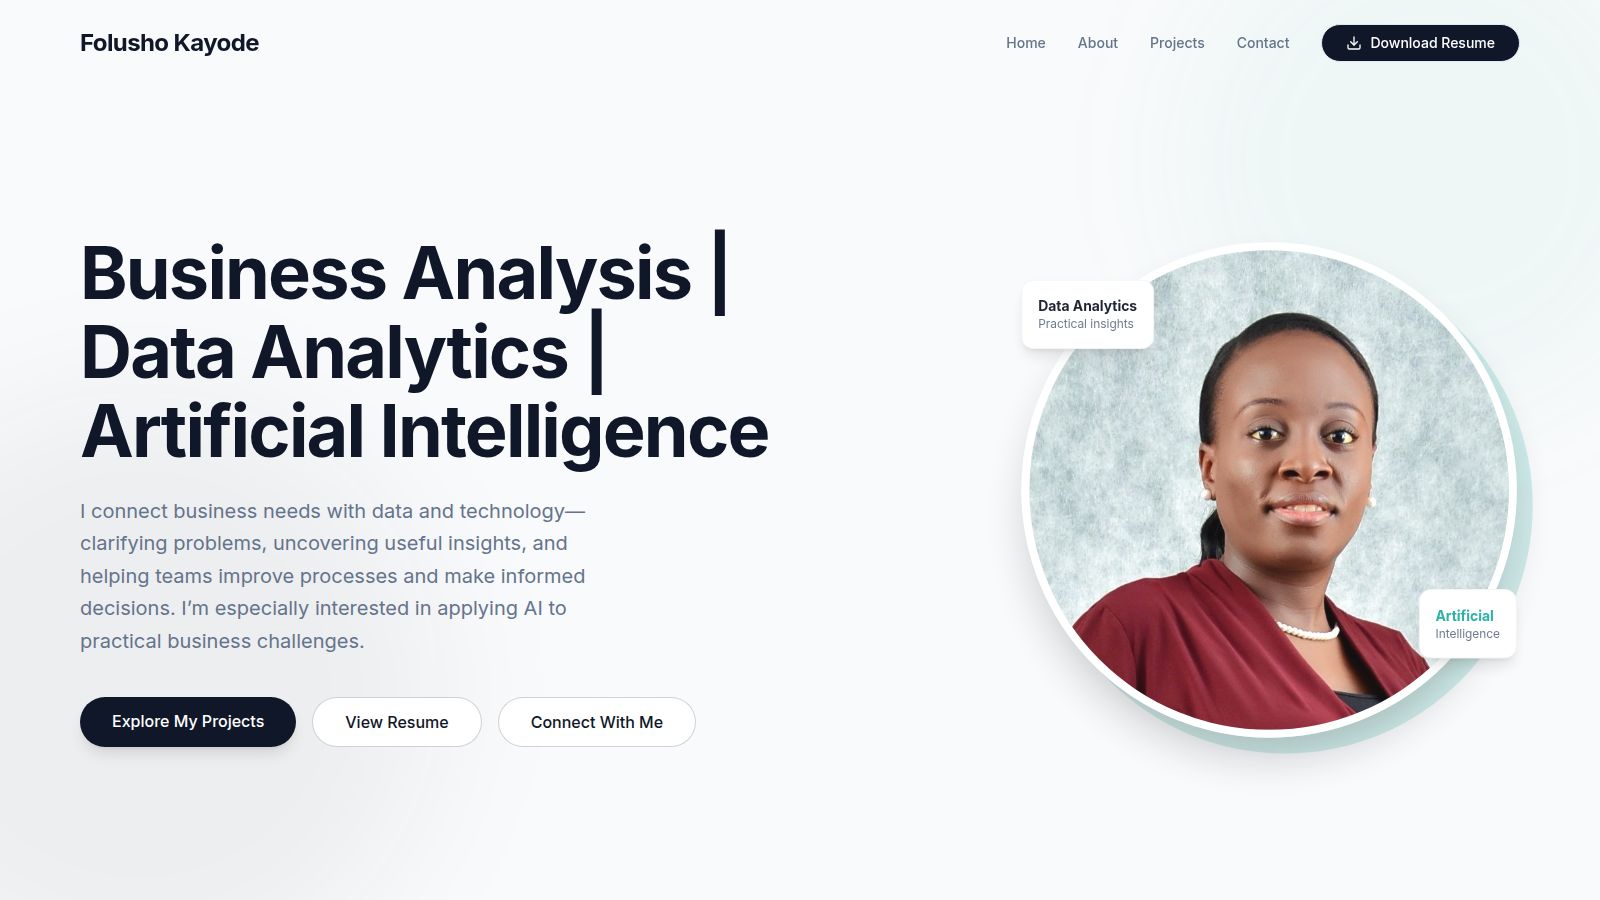 Folusho Kayode
Home
About
Projects
Contact
Download Resume
Business Analysis |
Data Analytics |
Artificial Intelligence
I connect business needs with data and technology—
clarifying problems, uncovering useful insights, and
helping teams improve processes and make informed
decisions. I’m especially interested in applying AI to
practical business challenges.
Explore My Projects
View Resume
Connect With Me
Data Analytics
Practical insights
Artificial
Intelligence